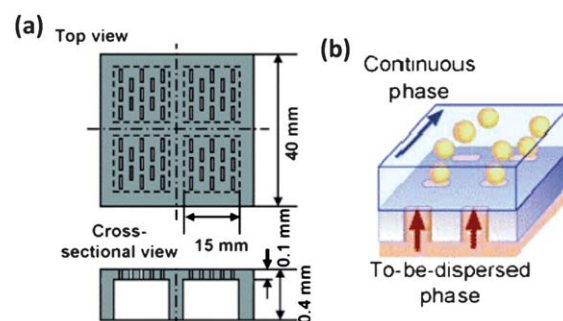 (a)
Top view
40 mm
15 mm
Cross-
sectional view
0.1 mm
0.4 mm
(b)
Continuous
phase
To-be-dispersed
phase